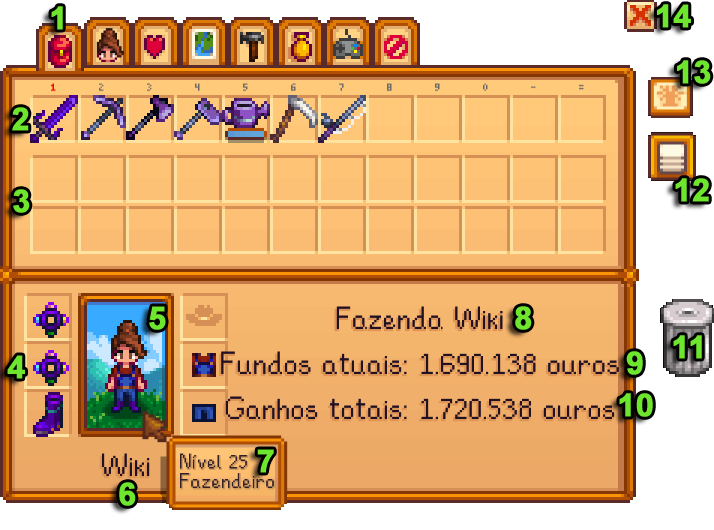 1
14
13
1 2 3 4 5 6 7 8 9 0 - =
2
12
3
5
Fazenda Wiki 8
4
Fundos atuais: 1.690.138 ouros 9
11
Ganhos totais: 1.720.538 ouros 10
Wiki
6
Nível 25 7
Fazendeiro